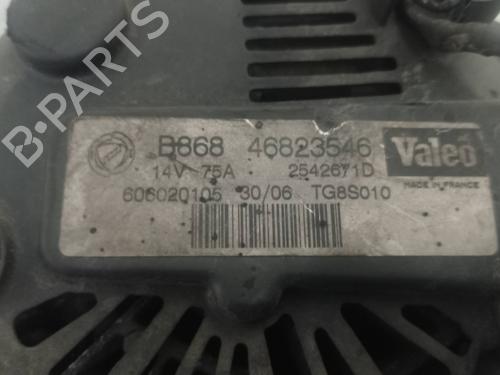 B-PARTS
B868 46823546
Valeo
14V 75A 2542671D
MADE IN FRANCE
606020105 30/06 TG8S010